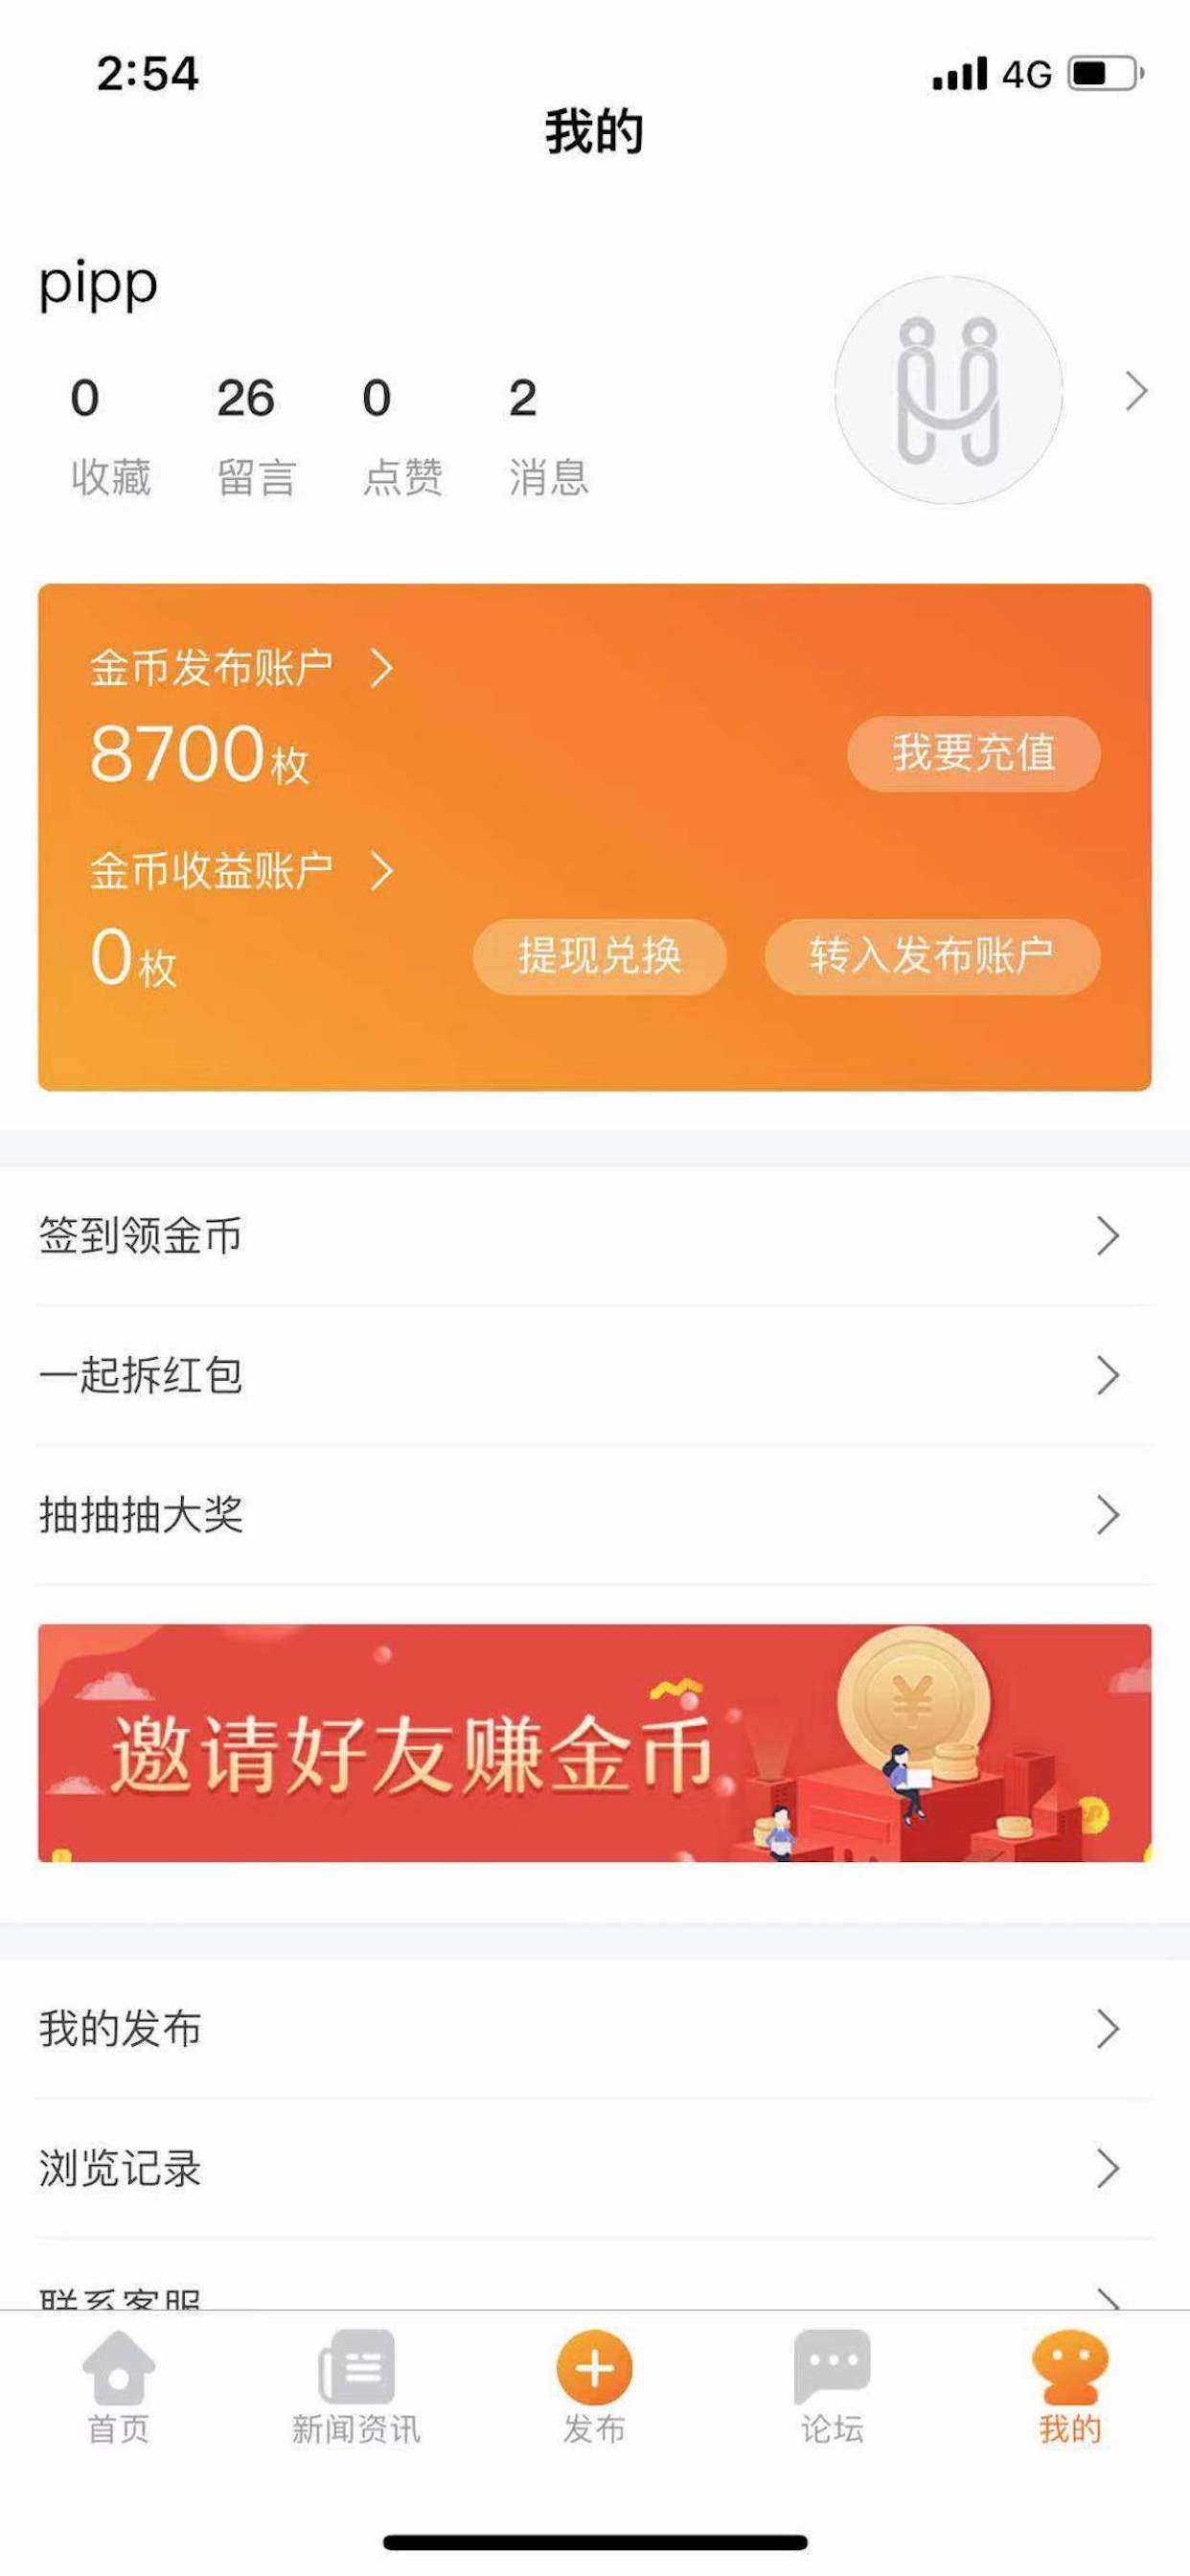 2:54
4G
我的
pipp
0 26 0 2
收藏 留言 点赞 消息
金币发布账户
8700枚
我要充值
金币收益账户
0枚
提现兑换 转入发布账户
签到领金币
一起拆红包
抽抽抽大奖
邀请好友赚金币
我的发布
浏览记录
联系客服
首页 新闻资讯 发布 论坛 我的